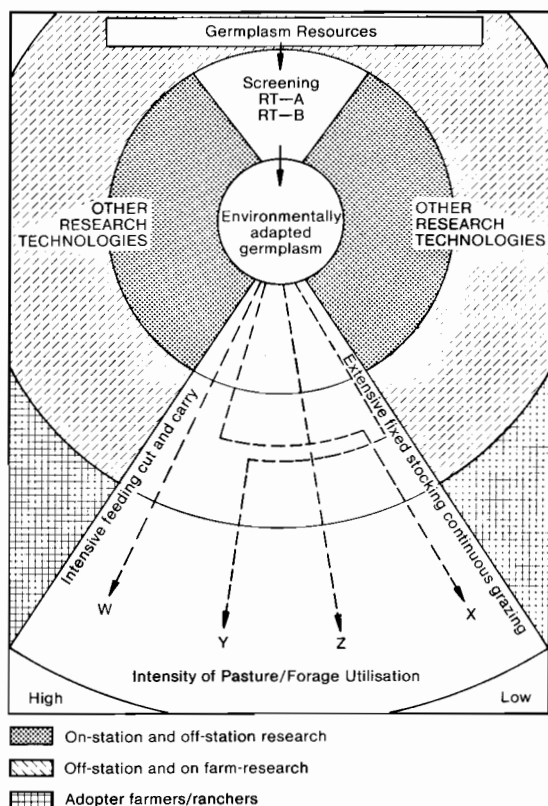 Germplasm Resources
Screening
RT—A
RT—B
OTHER
RESEARCH
TECHNOLOGIES
Environmentally
adapted
germplasm
OTHER
RESEARCH
TECHNOLOGIES
Intensive feeding cut and carry
Extensive fixed stocking continuous grazing
W
Y
Z
X
Intensity of Pasture/Forage Utilisation
High
Low
On-station and off-station research
Off-station and on farm-research
Adopter farmers/ranchers